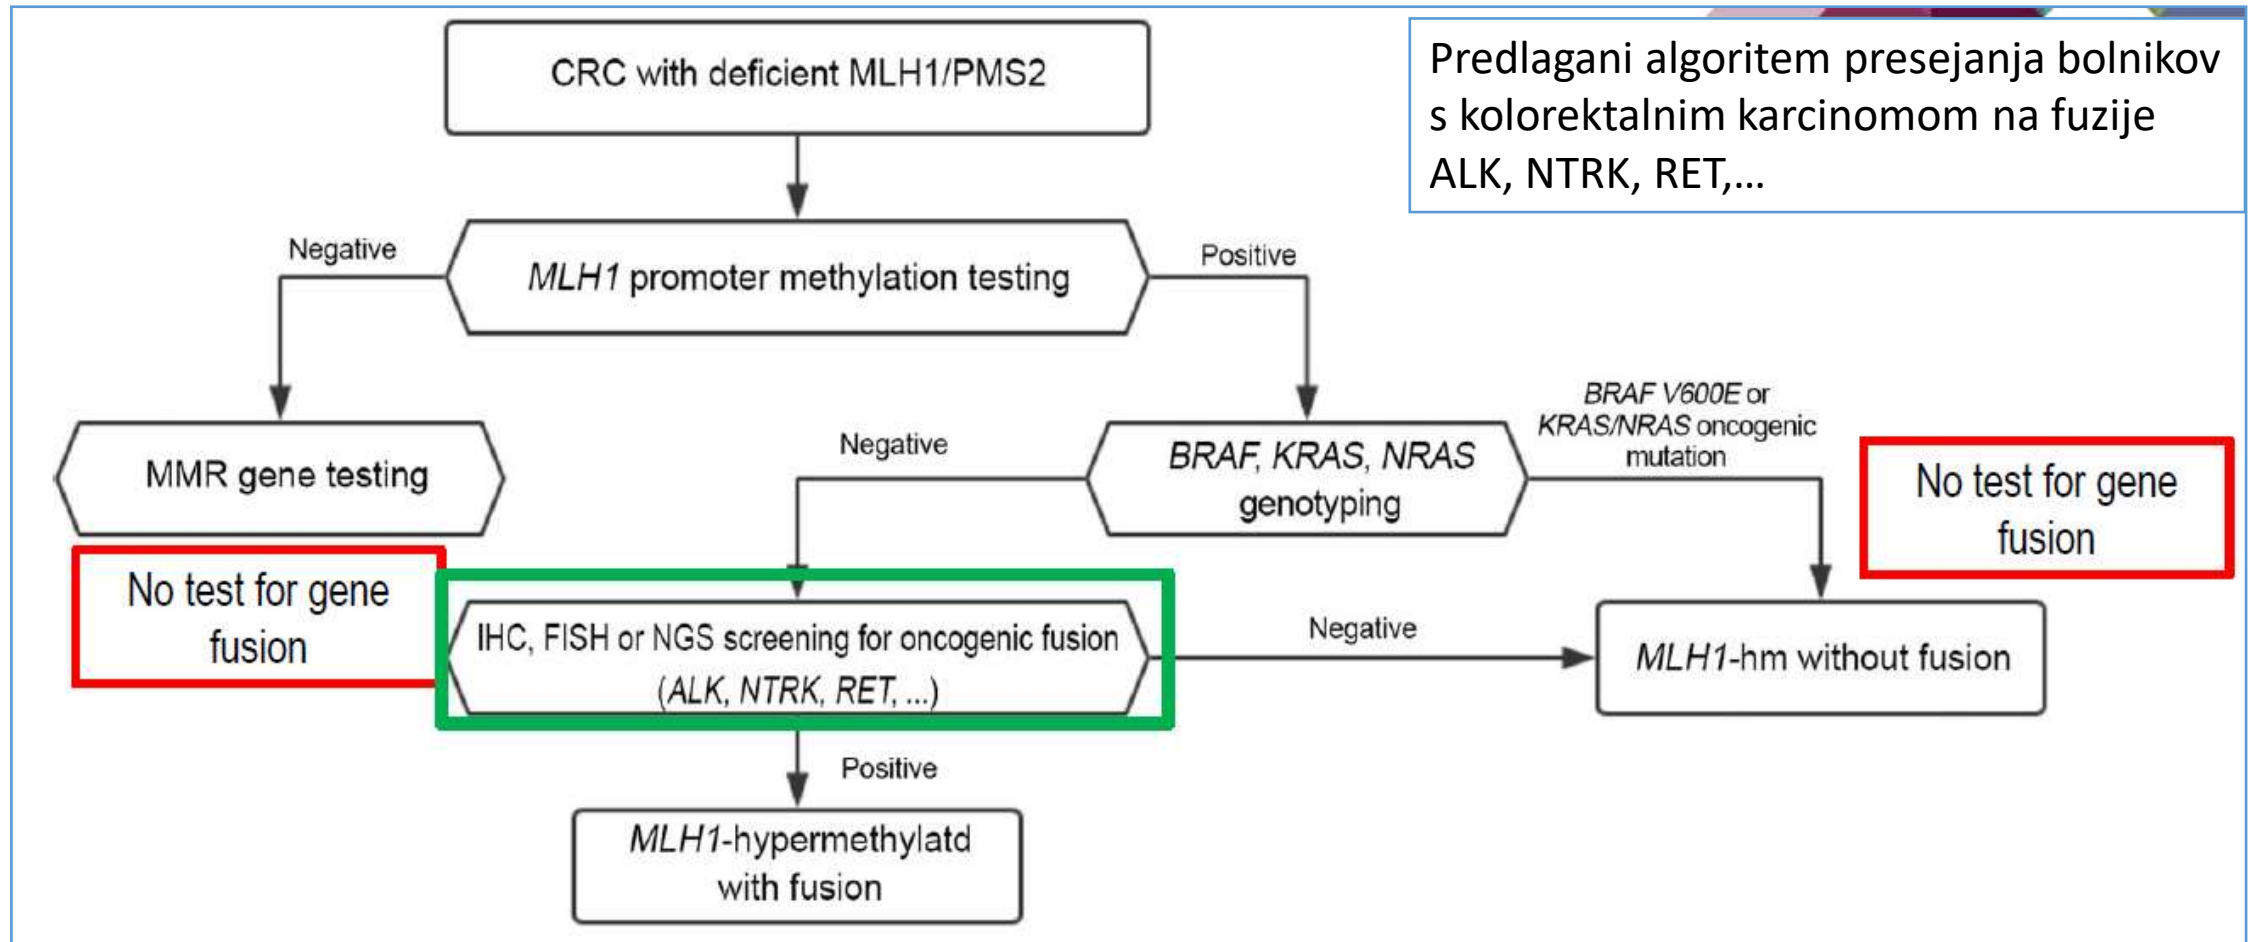 CRC with deficient MLH1/PMS2
Predlagani algoritem presejanja bolnikov
s kolorektalnim karcinomom na fuzije
ALK, NTRK, RET,...
Negative
MLH1 promoter methylation testing
Positive
MMR gene testing
Negative
BRAF, KRAS, NRAS
genotyping
BRAF V600E or
KRAS/NRAS oncogenic
mutation
No test for gene
fusion
No test for gene
fusion
IHC, FISH or NGS screening for oncogenic fusion
(ALK, NTRK, RET, ...)
Negative
MLH1-hm without fusion
Positive
MLH1-hypermethylatd
with fusion